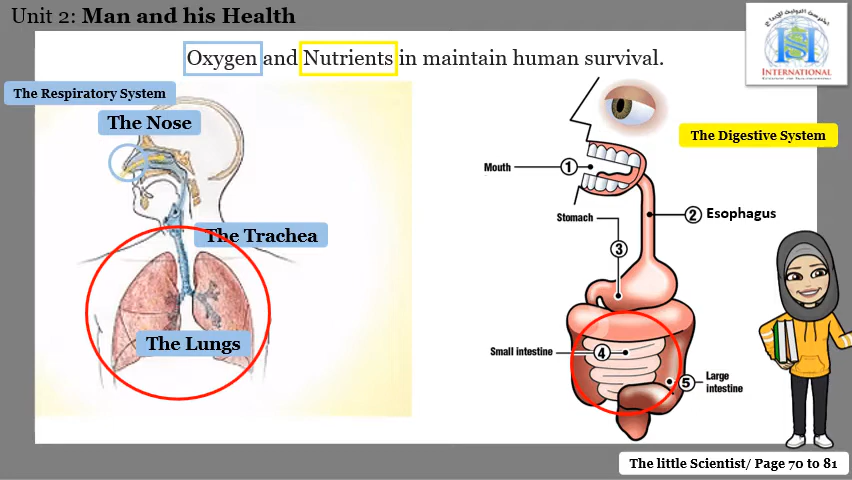 Unit 2: Man and his Health
Oxygen and Nutrients in maintain human survival.
INTERNATIONAL
The Respiratory System
The Nose
The Trachea
The Lungs
The Digestive System
Mouth
1
2
Esophagus
Stomach
3
Small intestine
4
5
Large
intestine
The little Scientist/ Page 70 to 81